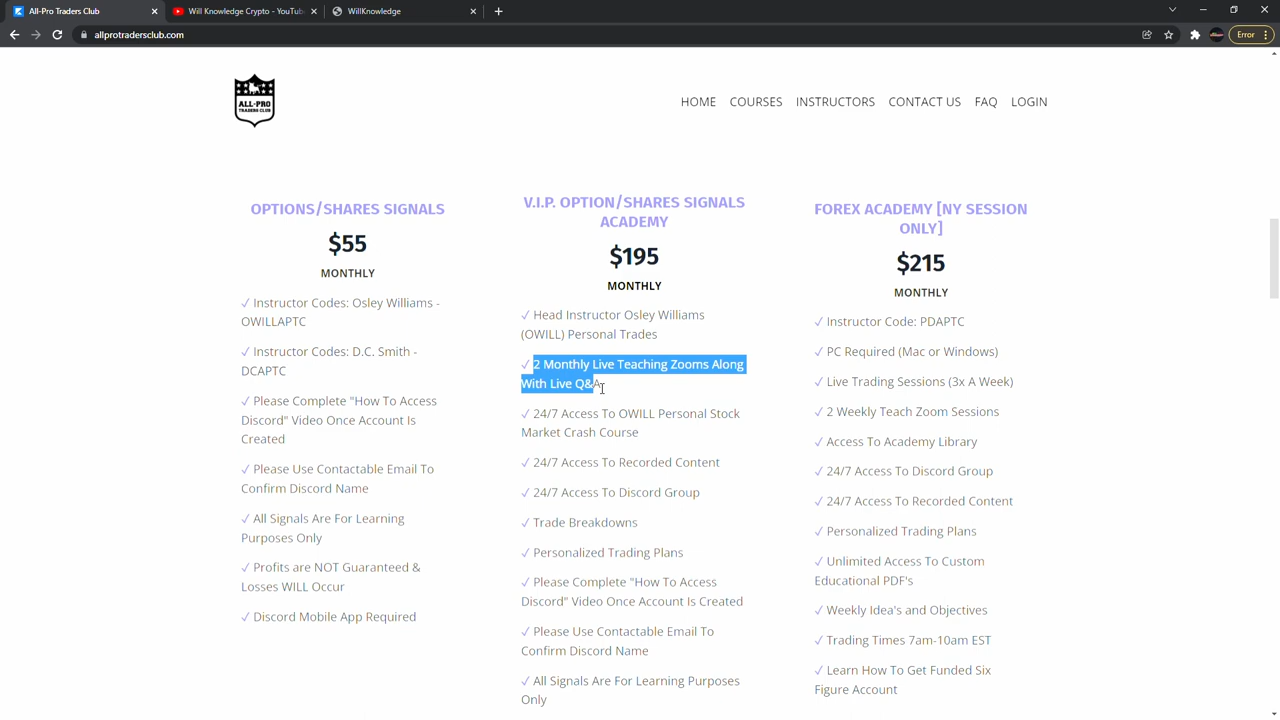 All-Pro Traders Club
Will Knowledge Crypto - YouTub
WillKnowledge
allprotradersclub.com
Error
ALL-PRO
TRADERS CLUB
HOME COURSES INSTRUCTORS CONTACT US FAQ LOGIN
OPTIONS/SHARES SIGNALS
$55
MONTHLY
✓ Instructor Codes: Osley Williams -
OWILLAPTC
✓ Instructor Codes: D.C. Smith -
DCAPTC
✓ Please Complete "How To Access
Discord" Video Once Account Is
Created
✓ Please Use Contactable Email To
Confirm Discord Name
✓ All Signals Are For Learning
Purposes Only
✓ Profits are NOT Guaranteed &
Losses WILL Occur
✓ Discord Mobile App Required
V.I.P. OPTION/SHARES SIGNALS
ACADEMY
$195
MONTHLY
✓ Head Instructor Osley Williams
(OWILL) Personal Trades
✓ 2 Monthly Live Teaching Zooms Along
With Live Q&A
✓ 24/7 Access To OWILL Personal Stock
Market Crash Course
✓ 24/7 Access To Recorded Content
✓ 24/7 Access To Discord Group
✓ Trade Breakdowns
✓ Personalized Trading Plans
✓ Please Complete "How To Access
Discord" Video Once Account Is Created
✓ Please Use Contactable Email To
Confirm Discord Name
✓ All Signals Are For Learning Purposes
Only
FOREX ACADEMY [NY SESSION
ONLY]
$215
MONTHLY
✓ Instructor Code: PDAPTC
✓ PC Required (Mac or Windows)
✓ Live Trading Sessions (3x A Week)
✓ 2 Weekly Teach Zoom Sessions
✓ Access To Academy Library
✓ 24/7 Access To Discord Group
✓ 24/7 Access To Recorded Content
✓ Personalized Trading Plans
✓ Unlimited Access To Custom
Educational PDF's
✓ Weekly Idea's and Objectives
✓ Trading Times 7am-10am EST
✓ Learn How To Get Funded Six
Figure Account